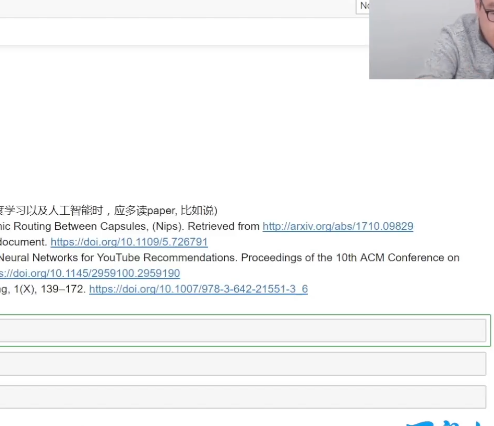 No
度学习以及人工智能时，应多读paper, 比如说)
nic Routing Between Capsules, (Nips). Retrieved from http://arxiv.org/abs/1710.09829
document. https://doi.org/10.1109/5.726791
Neural Networks for YouTube Recommendations. Proceedings of the 10th ACM Conference on
s://doi.org/10.1145/2959100.2959190
ng, 1(X), 139–172. https://doi.org/10.1007/978-3-642-21551-3_6